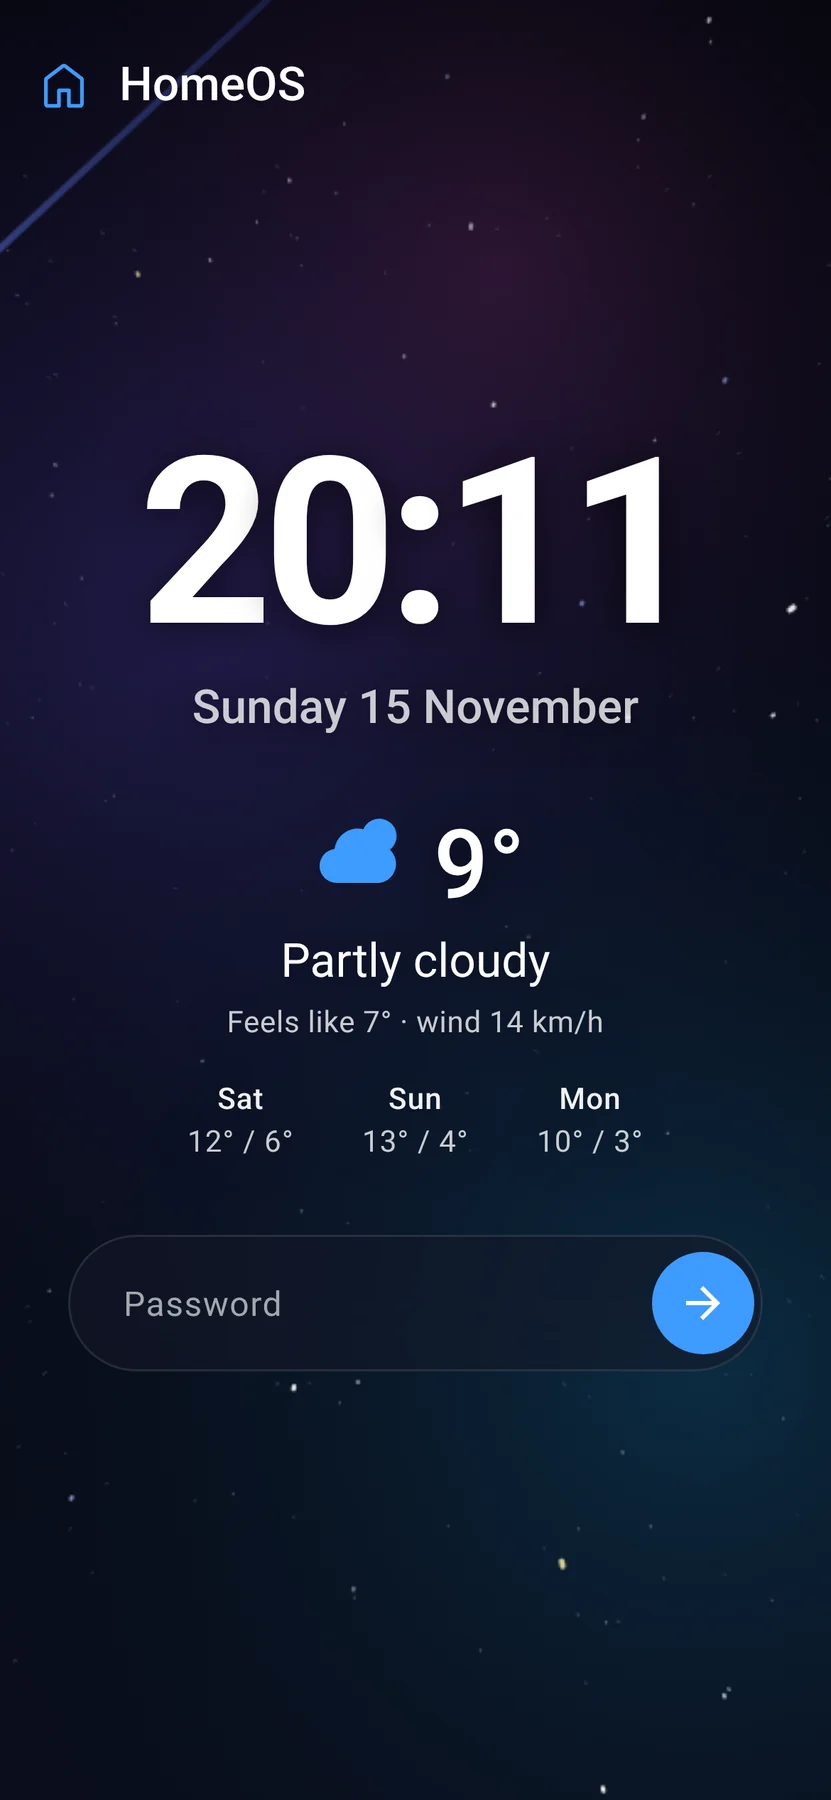 HomeOS
20:11
Sunday 15 November
9°
Partly cloudy
Feels like 7° · wind 14 km/h
Sat Sun Mon
12° / 6° 13° / 4° 10° / 3°
Password